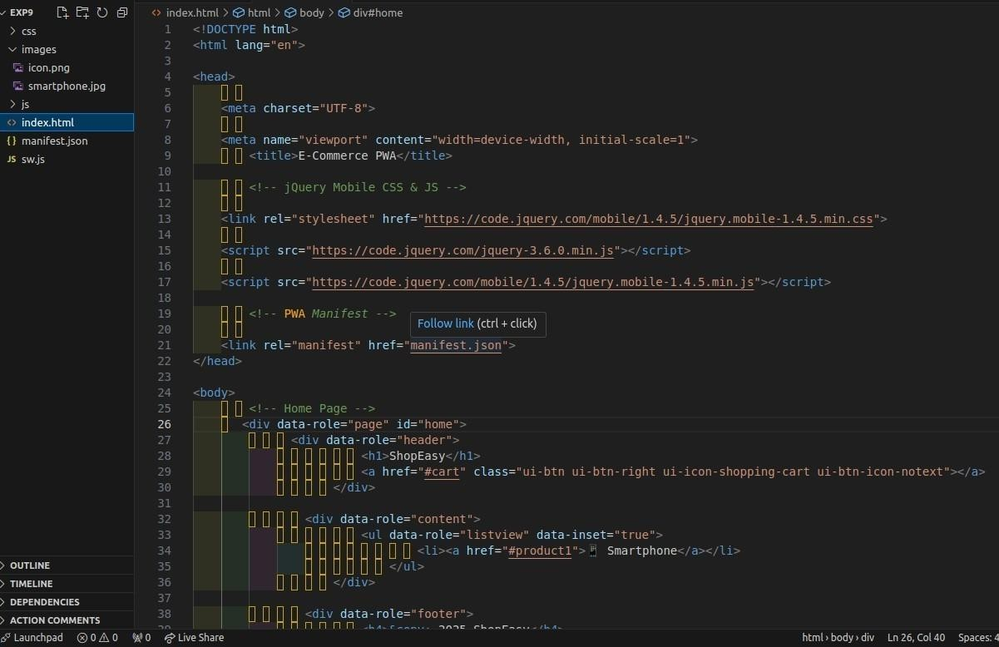 EXP9
css
images
icon.png
smartphone.jpg
js
index.html
manifest.json
JS sw.js
OUTLINE
TIMELINE
DEPENDENCIES
ACTION COMMENTS
index.html > html > body > div#home
1 <!DOCTYPE html>
2 <html lang="en">
3
4 <head>
5
6 <meta charset="UTF-8">
7
8 <meta name="viewport" content="width=device-width, initial-scale=1">
9 <title>E-Commerce PWA</title>
10
11 <!-- jQuery Mobile CSS & JS -->
12
13 <link rel="stylesheet" href="https://code.jquery.com/mobile/1.4.5/jquery.mobile-1.4.5.min.css">
14
15 <script src="https://code.jquery.com/jquery-3.6.0.min.js"></script>
16
17 <script src="https://code.jquery.com/mobile/1.4.5/jquery.mobile-1.4.5.min.js"></script>
18
19 <!-- PWA Manifest -->
Follow link (ctrl + click)
20
21 <link rel="manifest" href="manifest.json">
22 </head>
23
24 <body>
25 <!-- Home Page -->
26 <div data-role="page" id="home">
27 <div data-role="header">
28 <h1>ShopEasy</h1>
29 <a href="#cart" class="ui-btn ui-btn-right ui-icon-shopping-cart ui-btn-icon-notext"></a>
30 </div>
31
32 <div data-role="content">
33 <ul data-role="listview" data-inset="true">
34 <li><a href="#product1">📱 Smartphone</a></li>
35 </ul>
36 </div>
37
38 <div data-role="footer">
39 <h4>&copy; 2025 ShopEasy</h4>
Launchpad 0 0 0 Live Share html > body > div Ln 26, Col 40 Spaces: 4